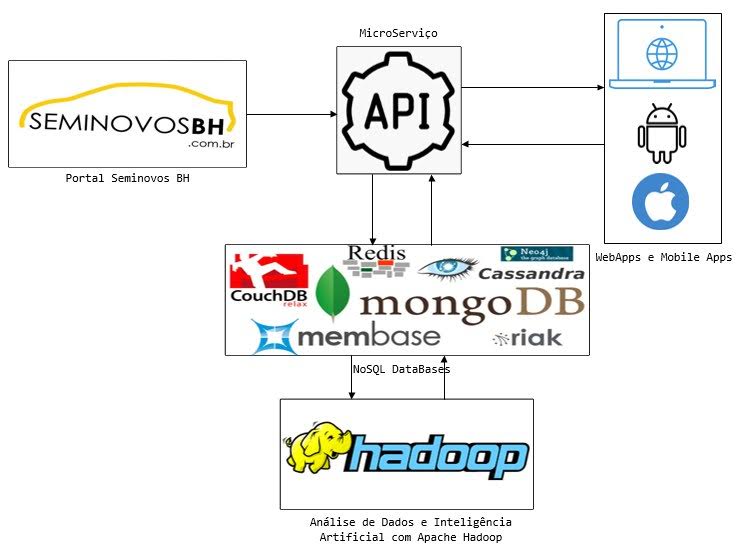 MicroServiço
API
SEMINOVOSBH
.com.br
Portal Seminovos BH
WebApps e Mobile Apps
Redis
Neo4j
the graph database
CouchDB
relax
Cassandra
mongoDB
membase
riak
NoSQL DataBases
hadoop
Análise de Dados e Inteligência
Artificial com Apache Hadoop